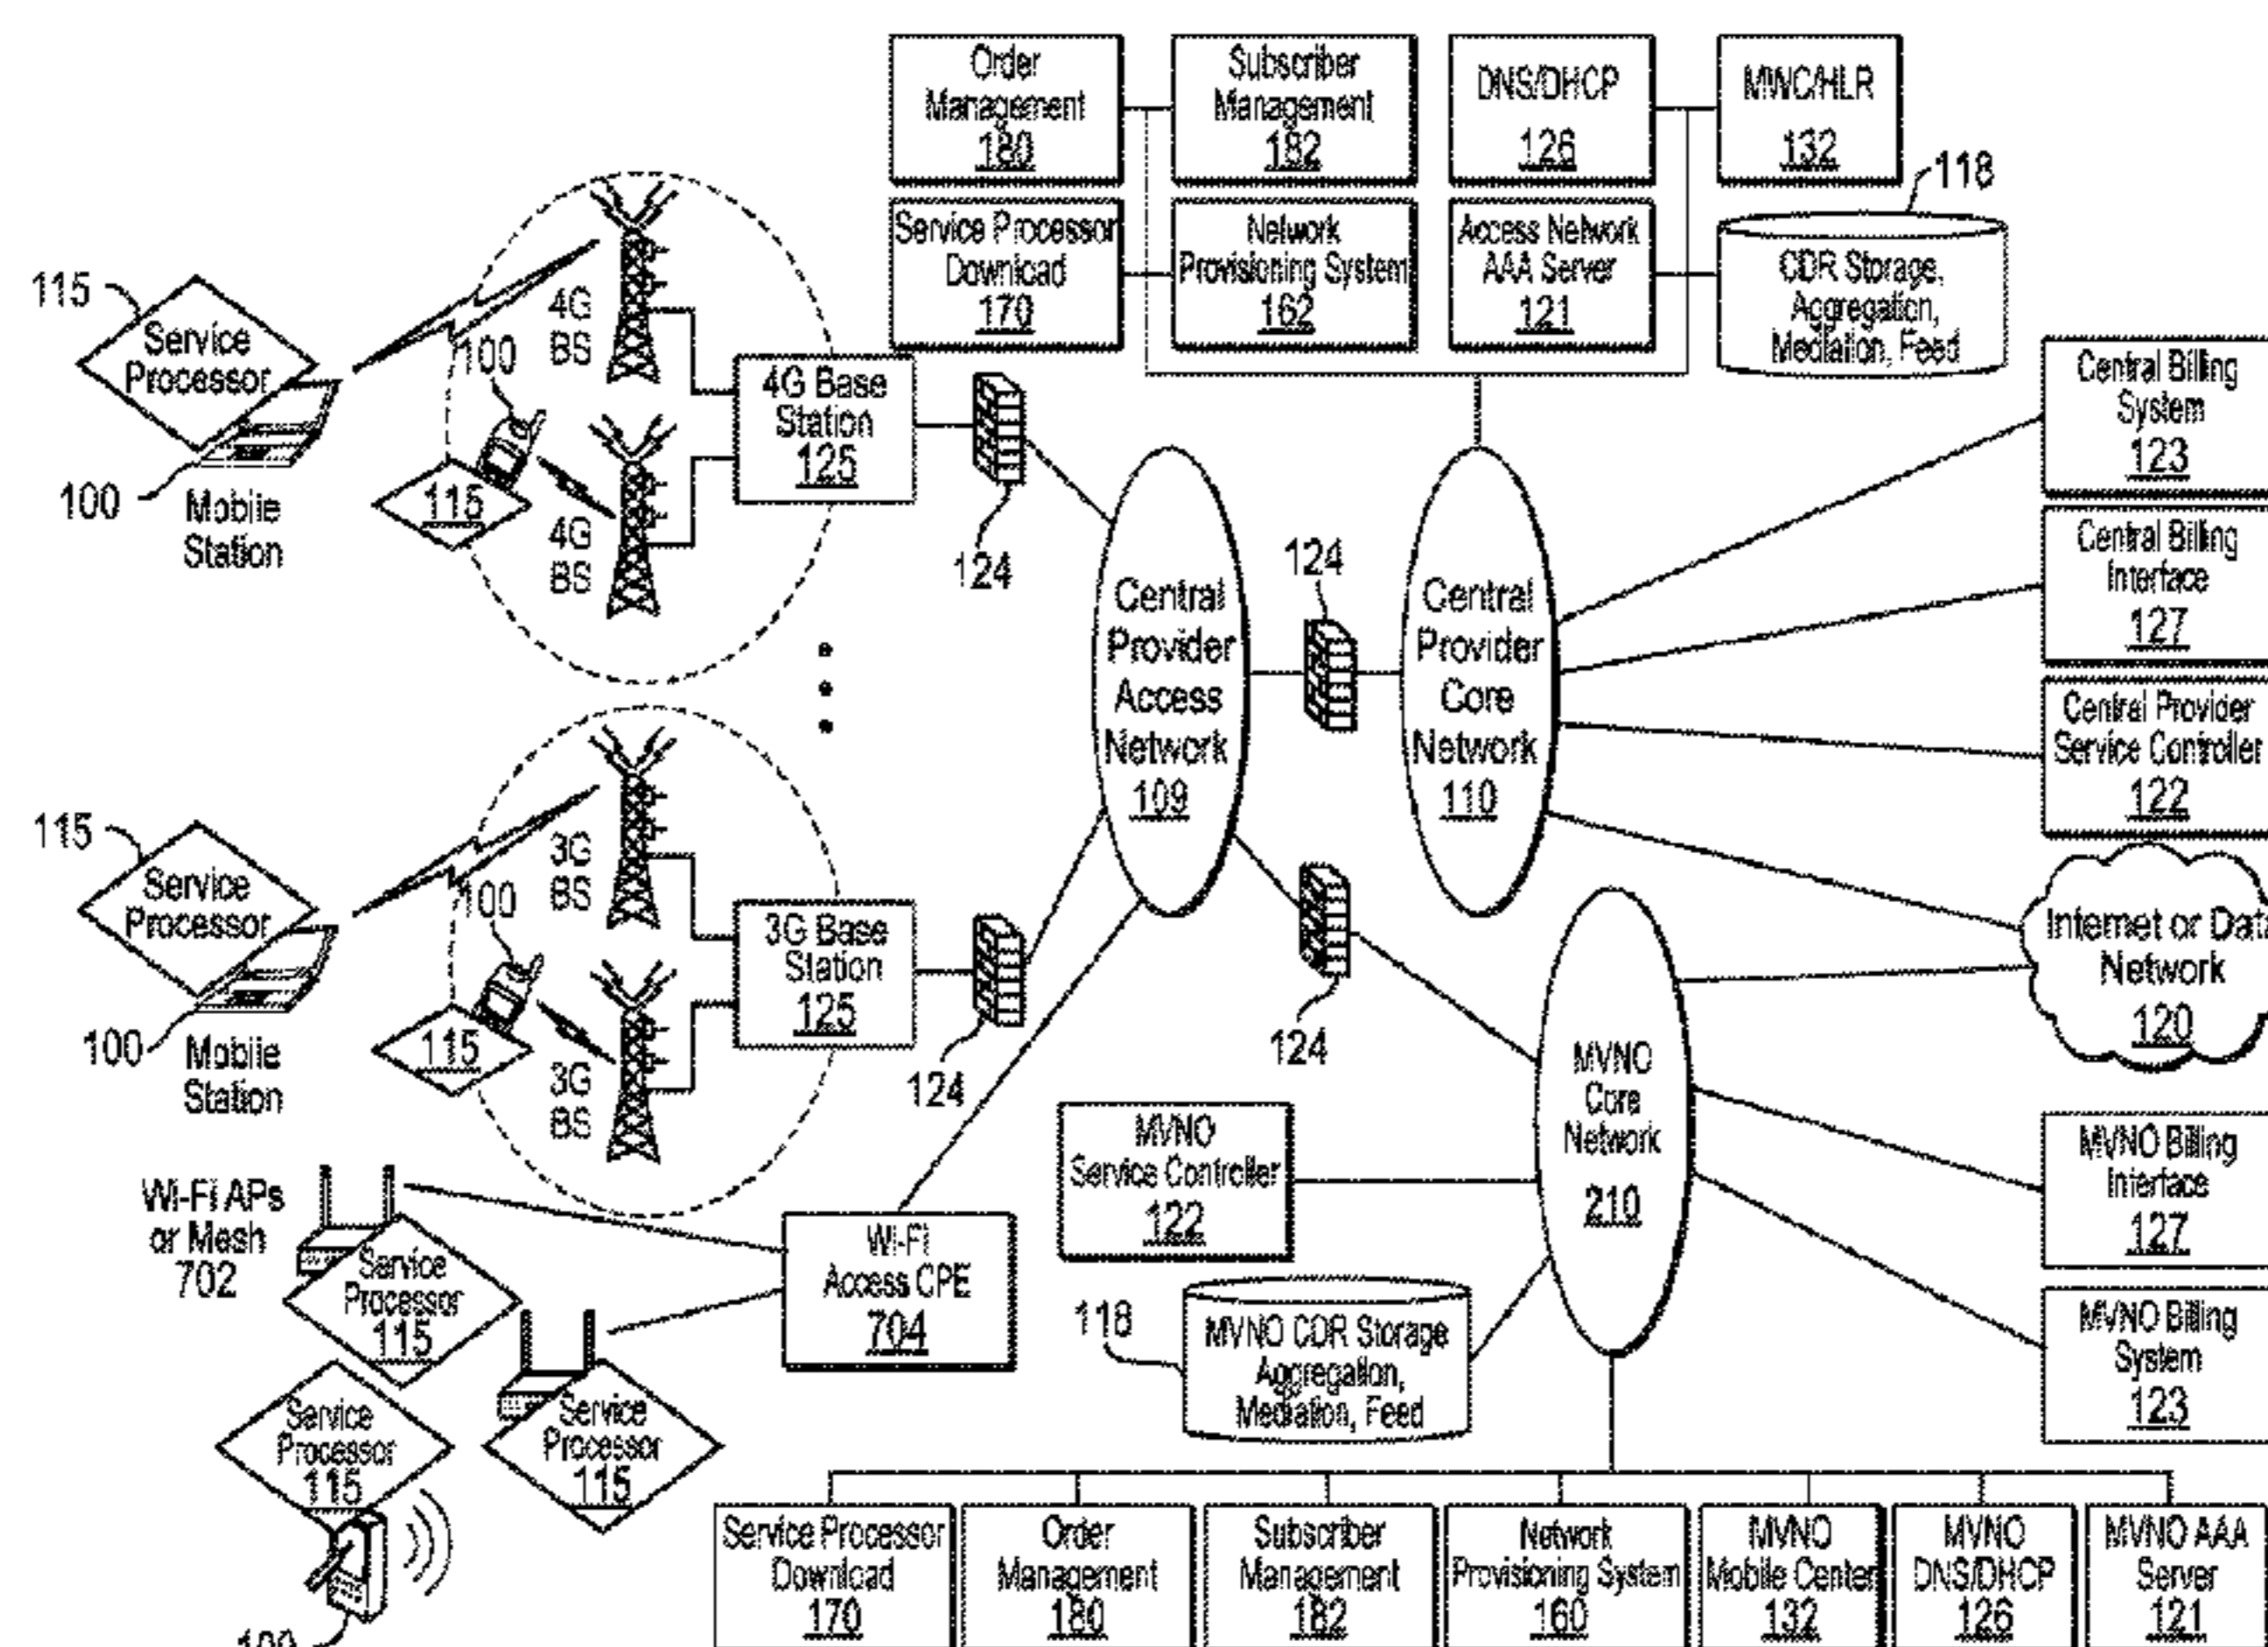 Order
Management
180
Subscriber
Management
182
DNS/DHCP
126
MWC/HLR
132
118
Service Processor
Download
170
Network
Provisioning System
162
Access Network
AAA Server
121
CDR Storage,
Aggregation,
Mediation, Feed
115
Service
Processor
100
Mobile
Station
4G
BS
100
115
4G
BS
4G Base
Station
125
124
Central
Provider
Access
Network
109
124
Central
Provider
Core
Network
110
Central Billing
System
123
Central Billing
Interface
127
Central Provider
Service Controller
122
Internet or Dat
Network
120
115
Service
Processor
100
Mobile
Station
3G
BS
100
115
3G
BS
3G Base
Station
125
124
124
MVNO
Core
Network
210
MVNO
Service Controller
122
MVNO Billing
Interface
127
MVNO Billing
System
123
Wi-Fi APs
or Mesh
702
Service
Processor
115
Wi-Fi
Access CPE
704
118
MVNO CDR Storage
Aggregation,
Mediation, Feed
Service
Processor
115
Service
Processor
115
100
Service Processor
Download
170
Order
Management
180
Subscriber
Management
182
Network
Provisioning System
160
MVNO
Mobile Center
132
MVNO
DNS/DHCP
126
MVNO AAA
Server
121